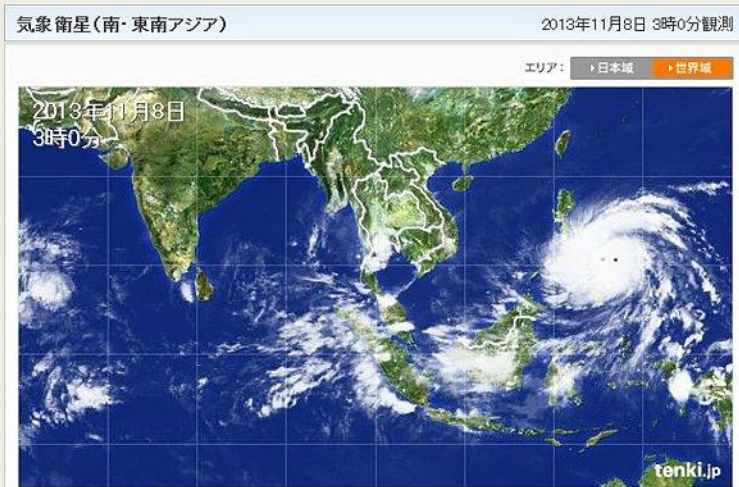 気象衛星(南・東南アジア)
2013年11月8日 3時0分観測
エリア： 日本域 世界域
2013年11月8日
3時0分
tenki.jp